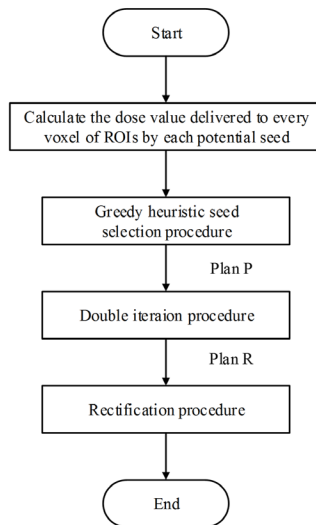 Start
Calculate the dose value delivered to every
voxel of ROIs by each potential seed
Greedy heuristic seed
selection procedure
Plan P
Double iteraion procedure
Plan R
Rectification procedure
End